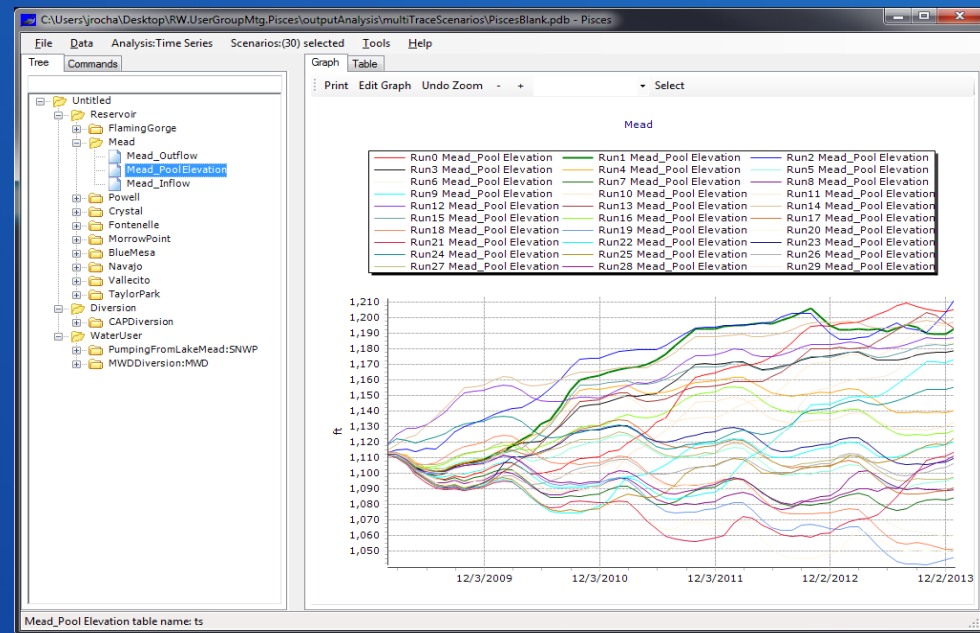 C:\Users\jrocha\Desktop\RW.UserGroupMtg.Pisces\outputAnalysis\multiTraceScenarios\PiscesBlank.pdb - Pisces
File Data Analysis:Time Series Scenarios:(30) selected Tools Help
Tree Commands
Untitled
Reservoir
FlamingGorge
Mead
Mead_Outflow
Mead_Pool Elevation
Mead_Inflow
Powell
Crystal
Fontenelle
MorrowPoint
BlueMesa
Navajo
Vallecito
TaylorPark
Diversion
CAPDiversion
WaterUser
PumpingFromLakeMead:SNWP
MWDDiversion:MWD
Graph Table
Print Edit Graph Undo Zoom - + Select
Mead
Run0 Mead_Pool Elevation Run1 Mead_Pool Elevation Run2 Mead_Pool Elevation
Run3 Mead_Pool Elevation Run4 Mead_Pool Elevation Run5 Mead_Pool Elevation
Run6 Mead_Pool Elevation Run7 Mead_Pool Elevation Run8 Mead_Pool Elevation
Run9 Mead_Pool Elevation Run10 Mead_Pool Elevation Run11 Mead_Pool Elevation
Run12 Mead_Pool Elevation Run13 Mead_Pool Elevation Run14 Mead_Pool Elevation
Run15 Mead_Pool Elevation Run16 Mead_Pool Elevation Run17 Mead_Pool Elevation
Run18 Mead_Pool Elevation Run19 Mead_Pool Elevation Run20 Mead_Pool Elevation
Run21 Mead_Pool Elevation Run22 Mead_Pool Elevation Run23 Mead_Pool Elevation
Run24 Mead_Pool Elevation Run25 Mead_Pool Elevation Run26 Mead_Pool Elevation
Run27 Mead_Pool Elevation Run28 Mead_Pool Elevation Run29 Mead_Pool Elevation
1,210
1,200
1,190
1,180
1,170
1,160
1,150
1,140
1,130
1,120
1,110
1,100
1,090
1,080
1,070
1,060
1,050
ft
12/3/2009 12/3/2010 12/3/2011 12/2/2012 12/2/2013
Mead_Pool Elevation table name: ts